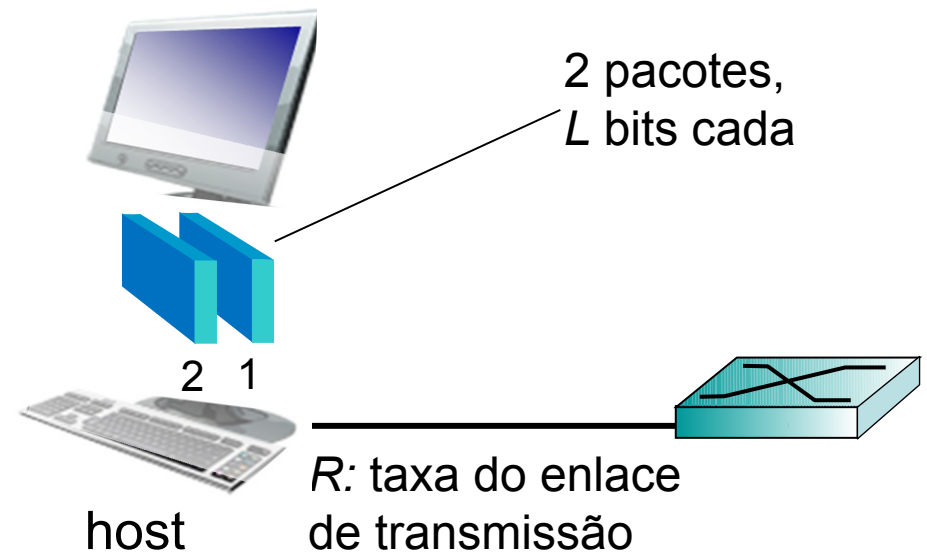 2 pacotes,
L bits cada
2 1
R: taxa do enlace
de transmissão
host